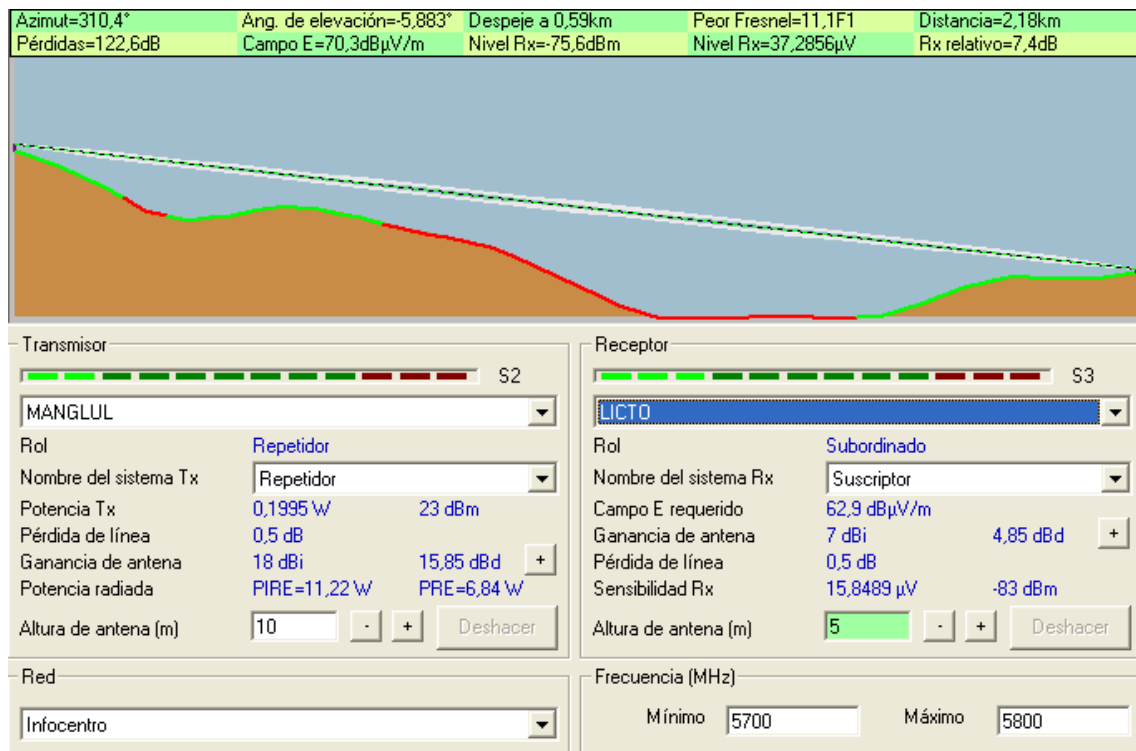 Azimut=310,4° Ang. de elevación=-5,883° Despeje a 0,59km Peor Fresnel=11,1F1 Distancia=2,18km
Pérdidas=122,6dB Campo E=70,3dBµV/m Nivel Rx=-75,6dBm Nivel Rx=37,2856µV Rx relativo=7,4dB
Transmisor
S2
MANGLUL
Rol Repetidor
Nombre del sistema Tx Repetidor
Potencia Tx 0,1995 W 23 dBm
Pérdida de línea 0,5 dB
Ganancia de antena 18 dBi 15,85 dBd +
Potencia radiada PIRE=11,22 W PRE=6,84 W
Altura de antena (m) 10 - + Deshacer
Receptor
S3
LICTO
Rol Subordinado
Nombre del sistema Rx Suscriptor
Campo E requerido 62,9 dBµV/m
Ganancia de antena 7 dBi 4,85 dBd +
Pérdida de línea 0,5 dB
Sensibilidad Rx 15,8489 µV -83 dBm
Altura de antena (m) 5 - + Deshacer
Red
Infocentro
Frecuencia (MHz)
Mínimo 5700 Máximo 5800